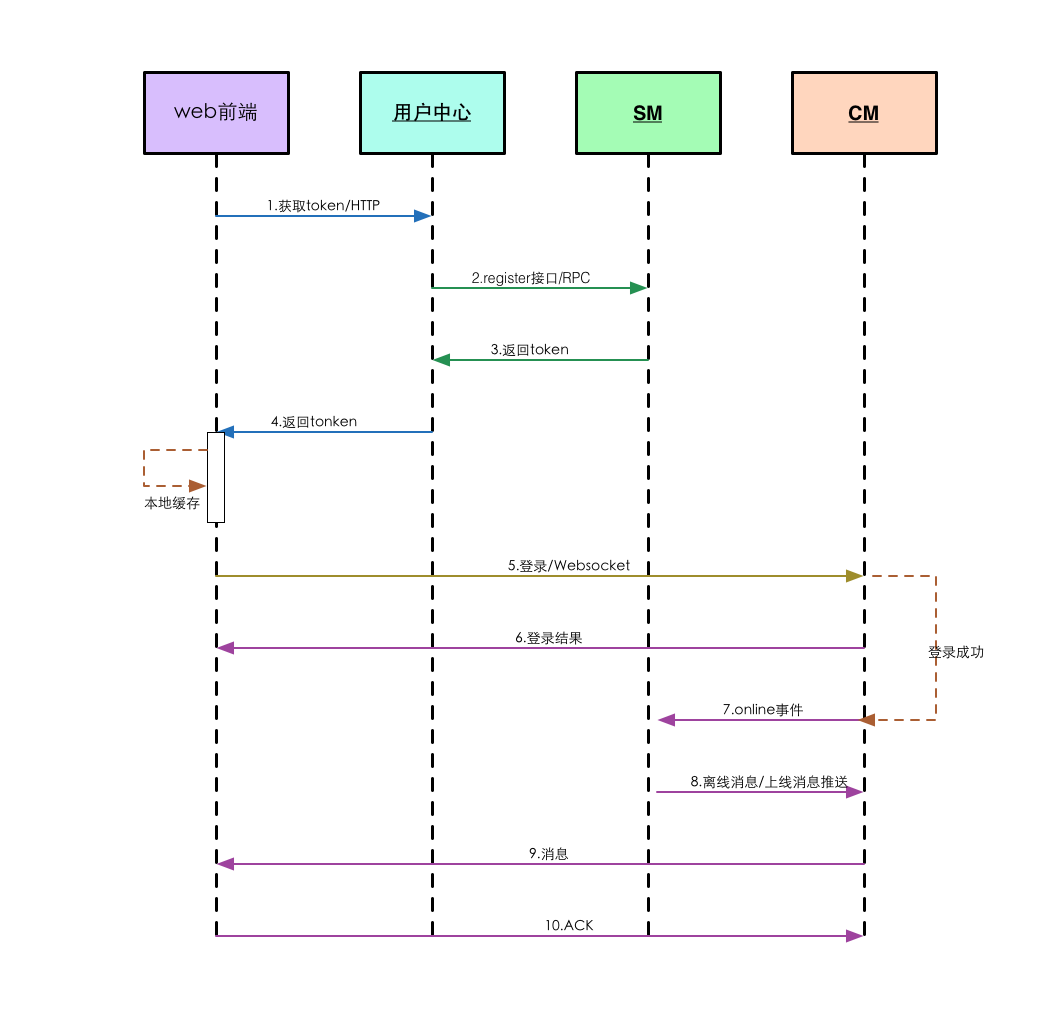 web前端
用户中心
SM
CM
1.获取token/HTTP
2.register接口/RPC
3.返回token
4.返回tonken
本地缓存
5.登录/Websocket
6.登录结果
登录成功
7.online事件
8.离线消息/上线消息推送
9.消息
10.ACK